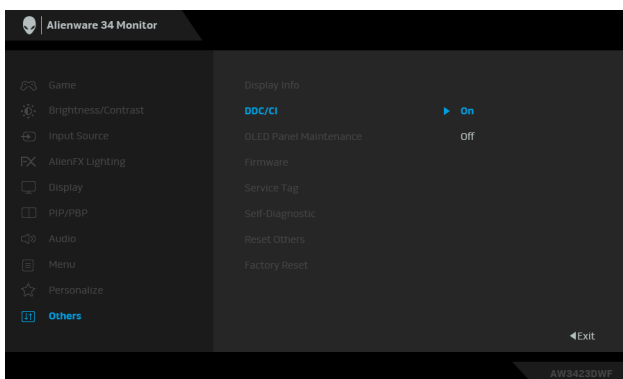 Alienware 34 Monitor
Game
Brightness/Contrast
Input Source
AlienFX Lighting
Display
PIP/PBP
Audio
Menu
Personalize
Others
Display Info
DDC/CI On
OLED Panel Maintenance Off
Firmware
Service Tag
Self-Diagnostic
Reset Others
Factory Reset
Exit
AW3423DWF